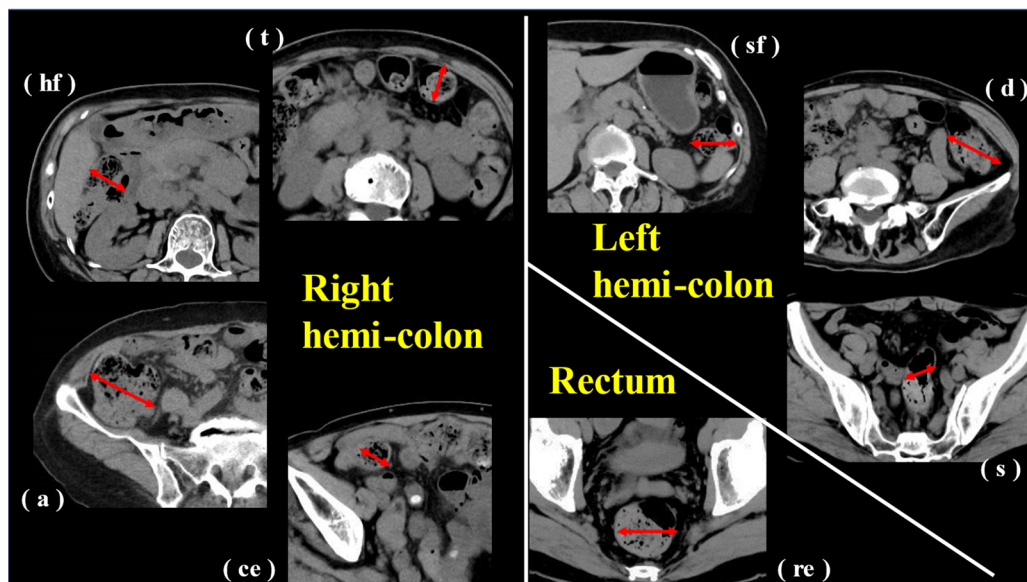 ( t )
( hf )
( sf )
( d )
Left
hemi-colon
Right
hemi-colon
Rectum
( a )
( ce )
( re )
( s )